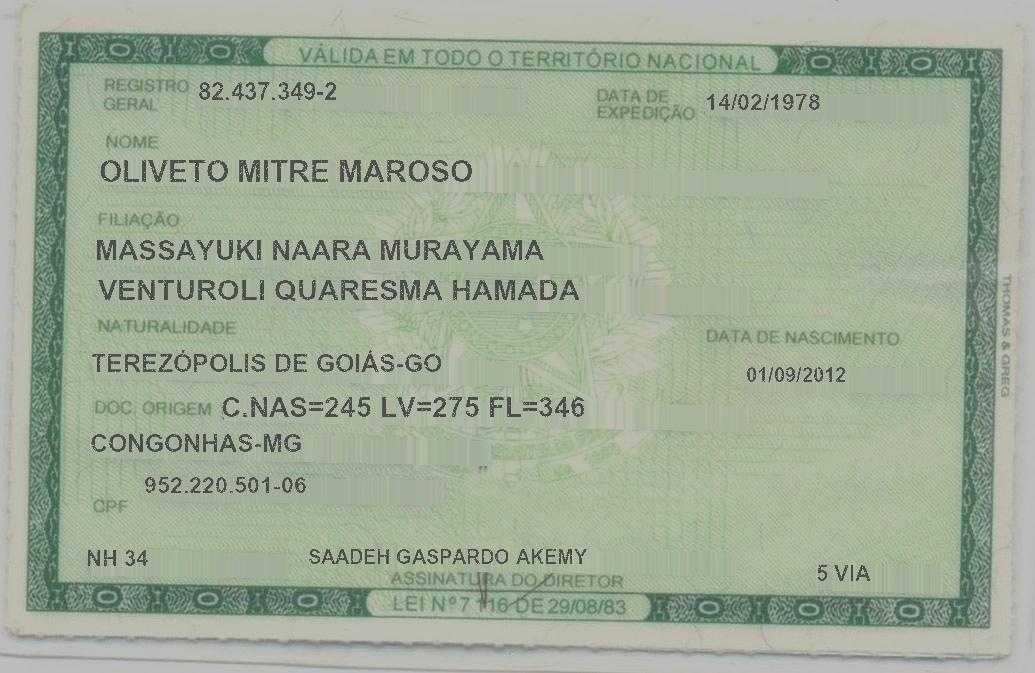 VÁLIDA EM TODO O TERRITÓRIO NACIONAL
REGISTRO GERAL 82.437.349-2 DATA DE EXPEDIÇÃO 14/02/1978
NOME
OLIVETO MITRE MAROSO
FILIAÇÃO
MASSAYUKI NAARA MURAYAMA
VENTUROLI QUARESMA HAMADA
NATURALIDADE DATA DE NASCIMENTO
TEREZÓPOLIS DE GOIÁS-GO 01/09/2012
DOC. ORIGEM C.NAS=245 LV=275 FL=346
CONGONHAS-MG
952.220.501-06
CPF
NH 34 SAADEH GASPARDO AKEMY 5 VIA
ASSINATURA DO DIRETOR
LEI Nº 7 116 DE 29/08/83
THOMAS & GREG